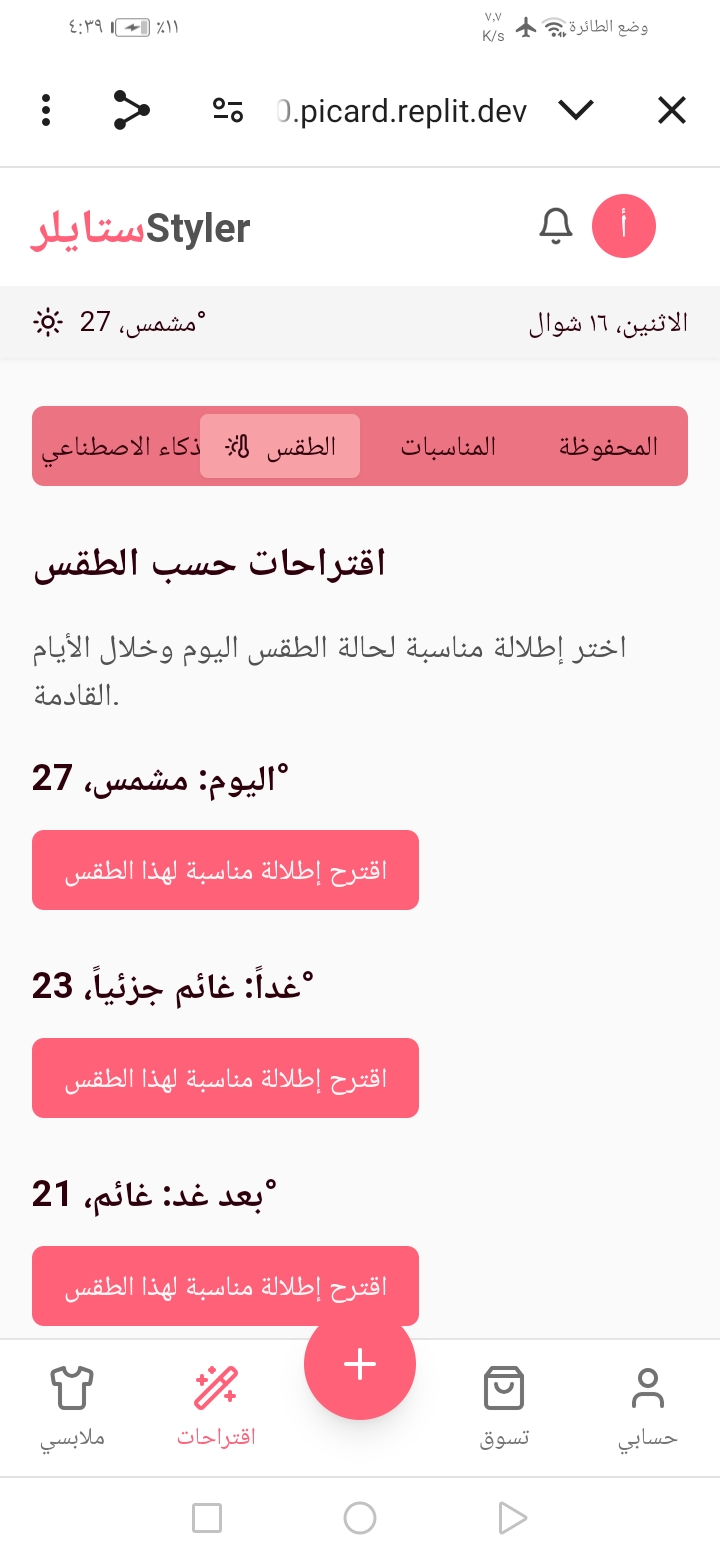 ٤:٣٩ ٪١١ ٧,٧ K/s وضع الطائرة
0.picard.replit.dev
ستايلرStyler أ
مشمس، 27° الاثنين، ١٦ شوال
ذكاء الاصطناعي الطقس المناسبات المحفوظة
اقتراحات حسب الطقس
اختر إطلالة مناسبة لحالة الطقس اليوم وخلال الأيام
القادمة.
اليوم: مشمس، 27°
اقترح إطلالة مناسبة لهذا الطقس
غداً: غائم جزئياً، 23°
اقترح إطلالة مناسبة لهذا الطقس
بعد غد: غائم، 21°
اقترح إطلالة مناسبة لهذا الطقس
ملابسي اقتراحات تسوق حسابي